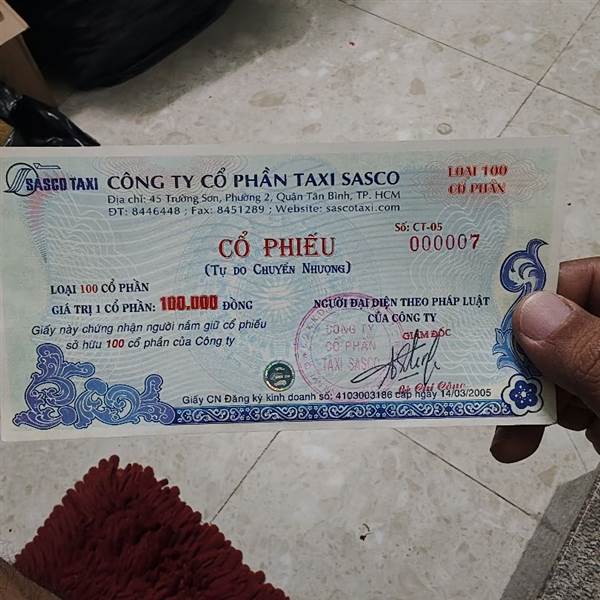 SASCO TAXI
CÔNG TY CỔ PHẦN TAXI SASCO
Địa chỉ: 45 Trường Sơn, Phường 2, Quận Tân Bình, TP. HCM
ĐT: 8446448 ; Fax: 8451289 ; Website: sascotaxi.com
LOẠI 100
CỔ PHẦN
Số: CT-05
000007
CỔ PHIẾU
(TỰ DO CHUYỂN NHƯỢNG)
LOẠI 100 CỔ PHẦN
GIÁ TRỊ 1 CỔ PHẦN: 100.000 ĐỒNG
Giấy này chứng nhận người nắm giữ cổ phiếu
sở hữu 100 cổ phần của Công ty
NGƯỜI ĐẠI DIỆN THEO PHÁP LUẬT
CỦA CÔNG TY
GIÁM ĐỐC
CÔNG TY
CỔ PHẦN
TAXI SASCO
Giấy CN Đăng ký kinh doanh số: 4103003186 cấp ngày 14/03/2005